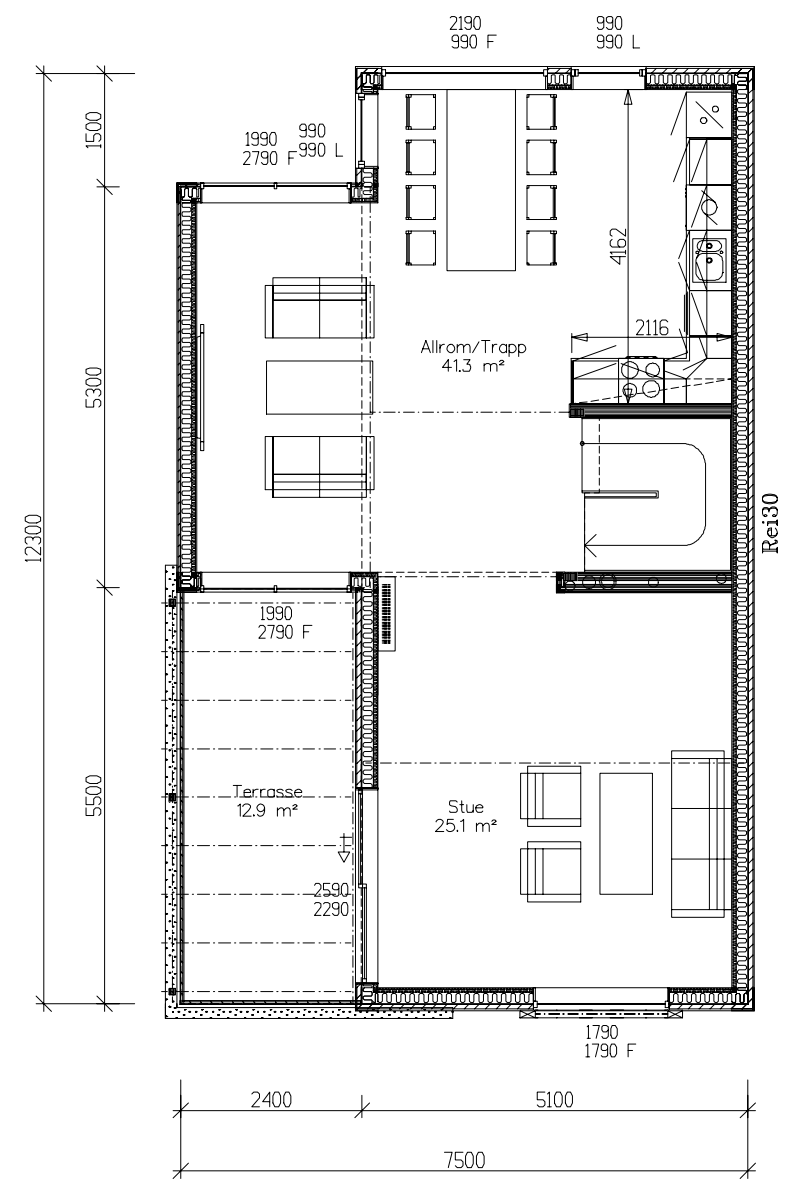 2190
990 F
990
990 L
1500
1990
2790 F
990
990 L
4162
2116
Allrom/Trapp
41.3 m²
5300
12300
Rei30
1990
2790 F
5500
Terrasse
12.9 m²
Stue
25.1 m²
2590
2290
1790
1790 F
2400
5100
7500